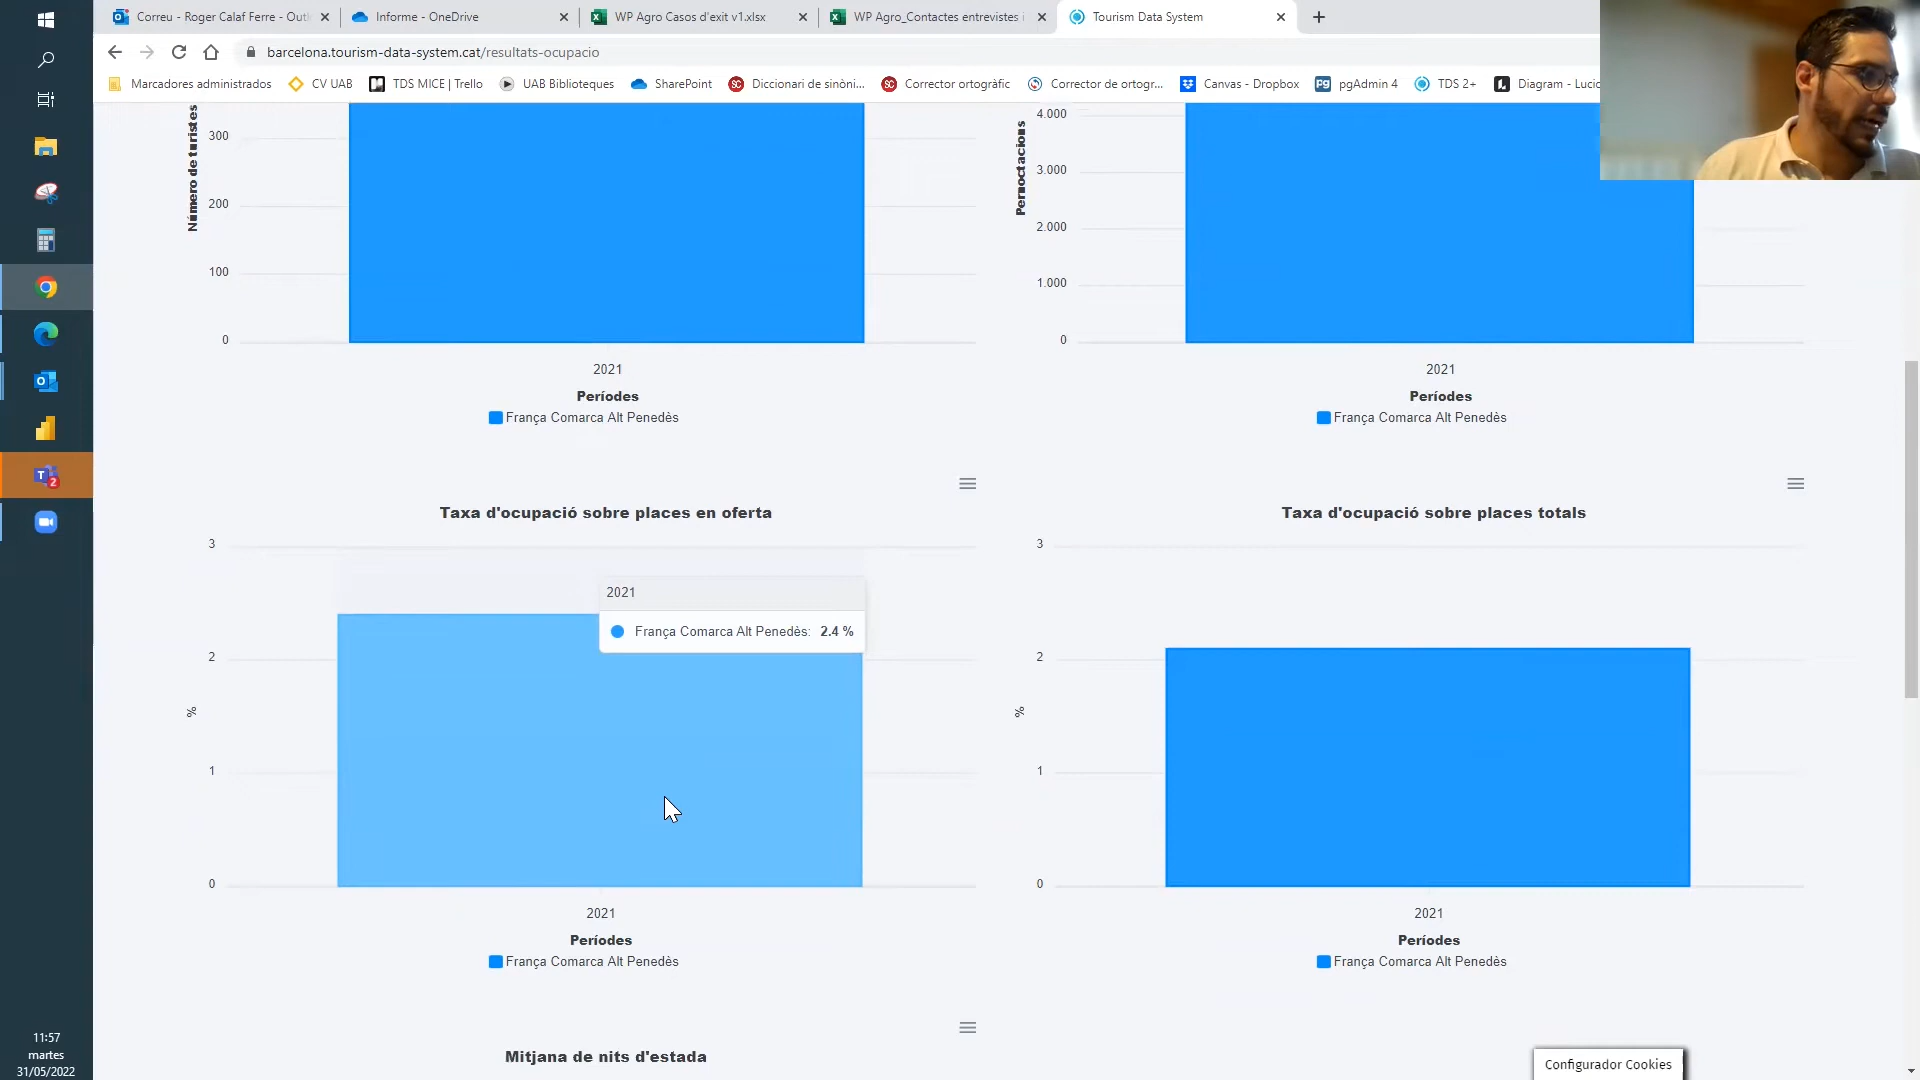 Correu - Roger Calaf Ferre - Outl
Informe - OneDrive
WP Agro Casos d'exit v1.xlsx
WP Agro_Contactes entrevistes i
Tourism Data System
barcelona.tourism-data-system.cat/resultats-ocupacio
Marcadores administrados
CV UAB
TDS MICE | Trello
UAB Biblioteques
SharePoint
Diccionari de sinòni...
Corrector ortogràfic
Corrector de ortogr...
Canvas - Dropbox
pgAdmin 4
TDS 2+
Diagram - Lucid
Número de turistes
300
200
100
0
2021
Períodes
França Comarca Alt Penedès
Pernoctacions
4.000
3.000
2.000
1.000
0
2021
Períodes
França Comarca Alt Penedès
Taxa d'ocupació sobre places en oferta
3
2
1
0
%
2021
França Comarca Alt Penedès: 2.4 %
2021
Períodes
França Comarca Alt Penedès
Taxa d'ocupació sobre places totals
3
2
1
0
%
2021
Períodes
França Comarca Alt Penedès
Mitjana de nits d'estada
Configurador Cookies
11:57
martes
31/05/2022